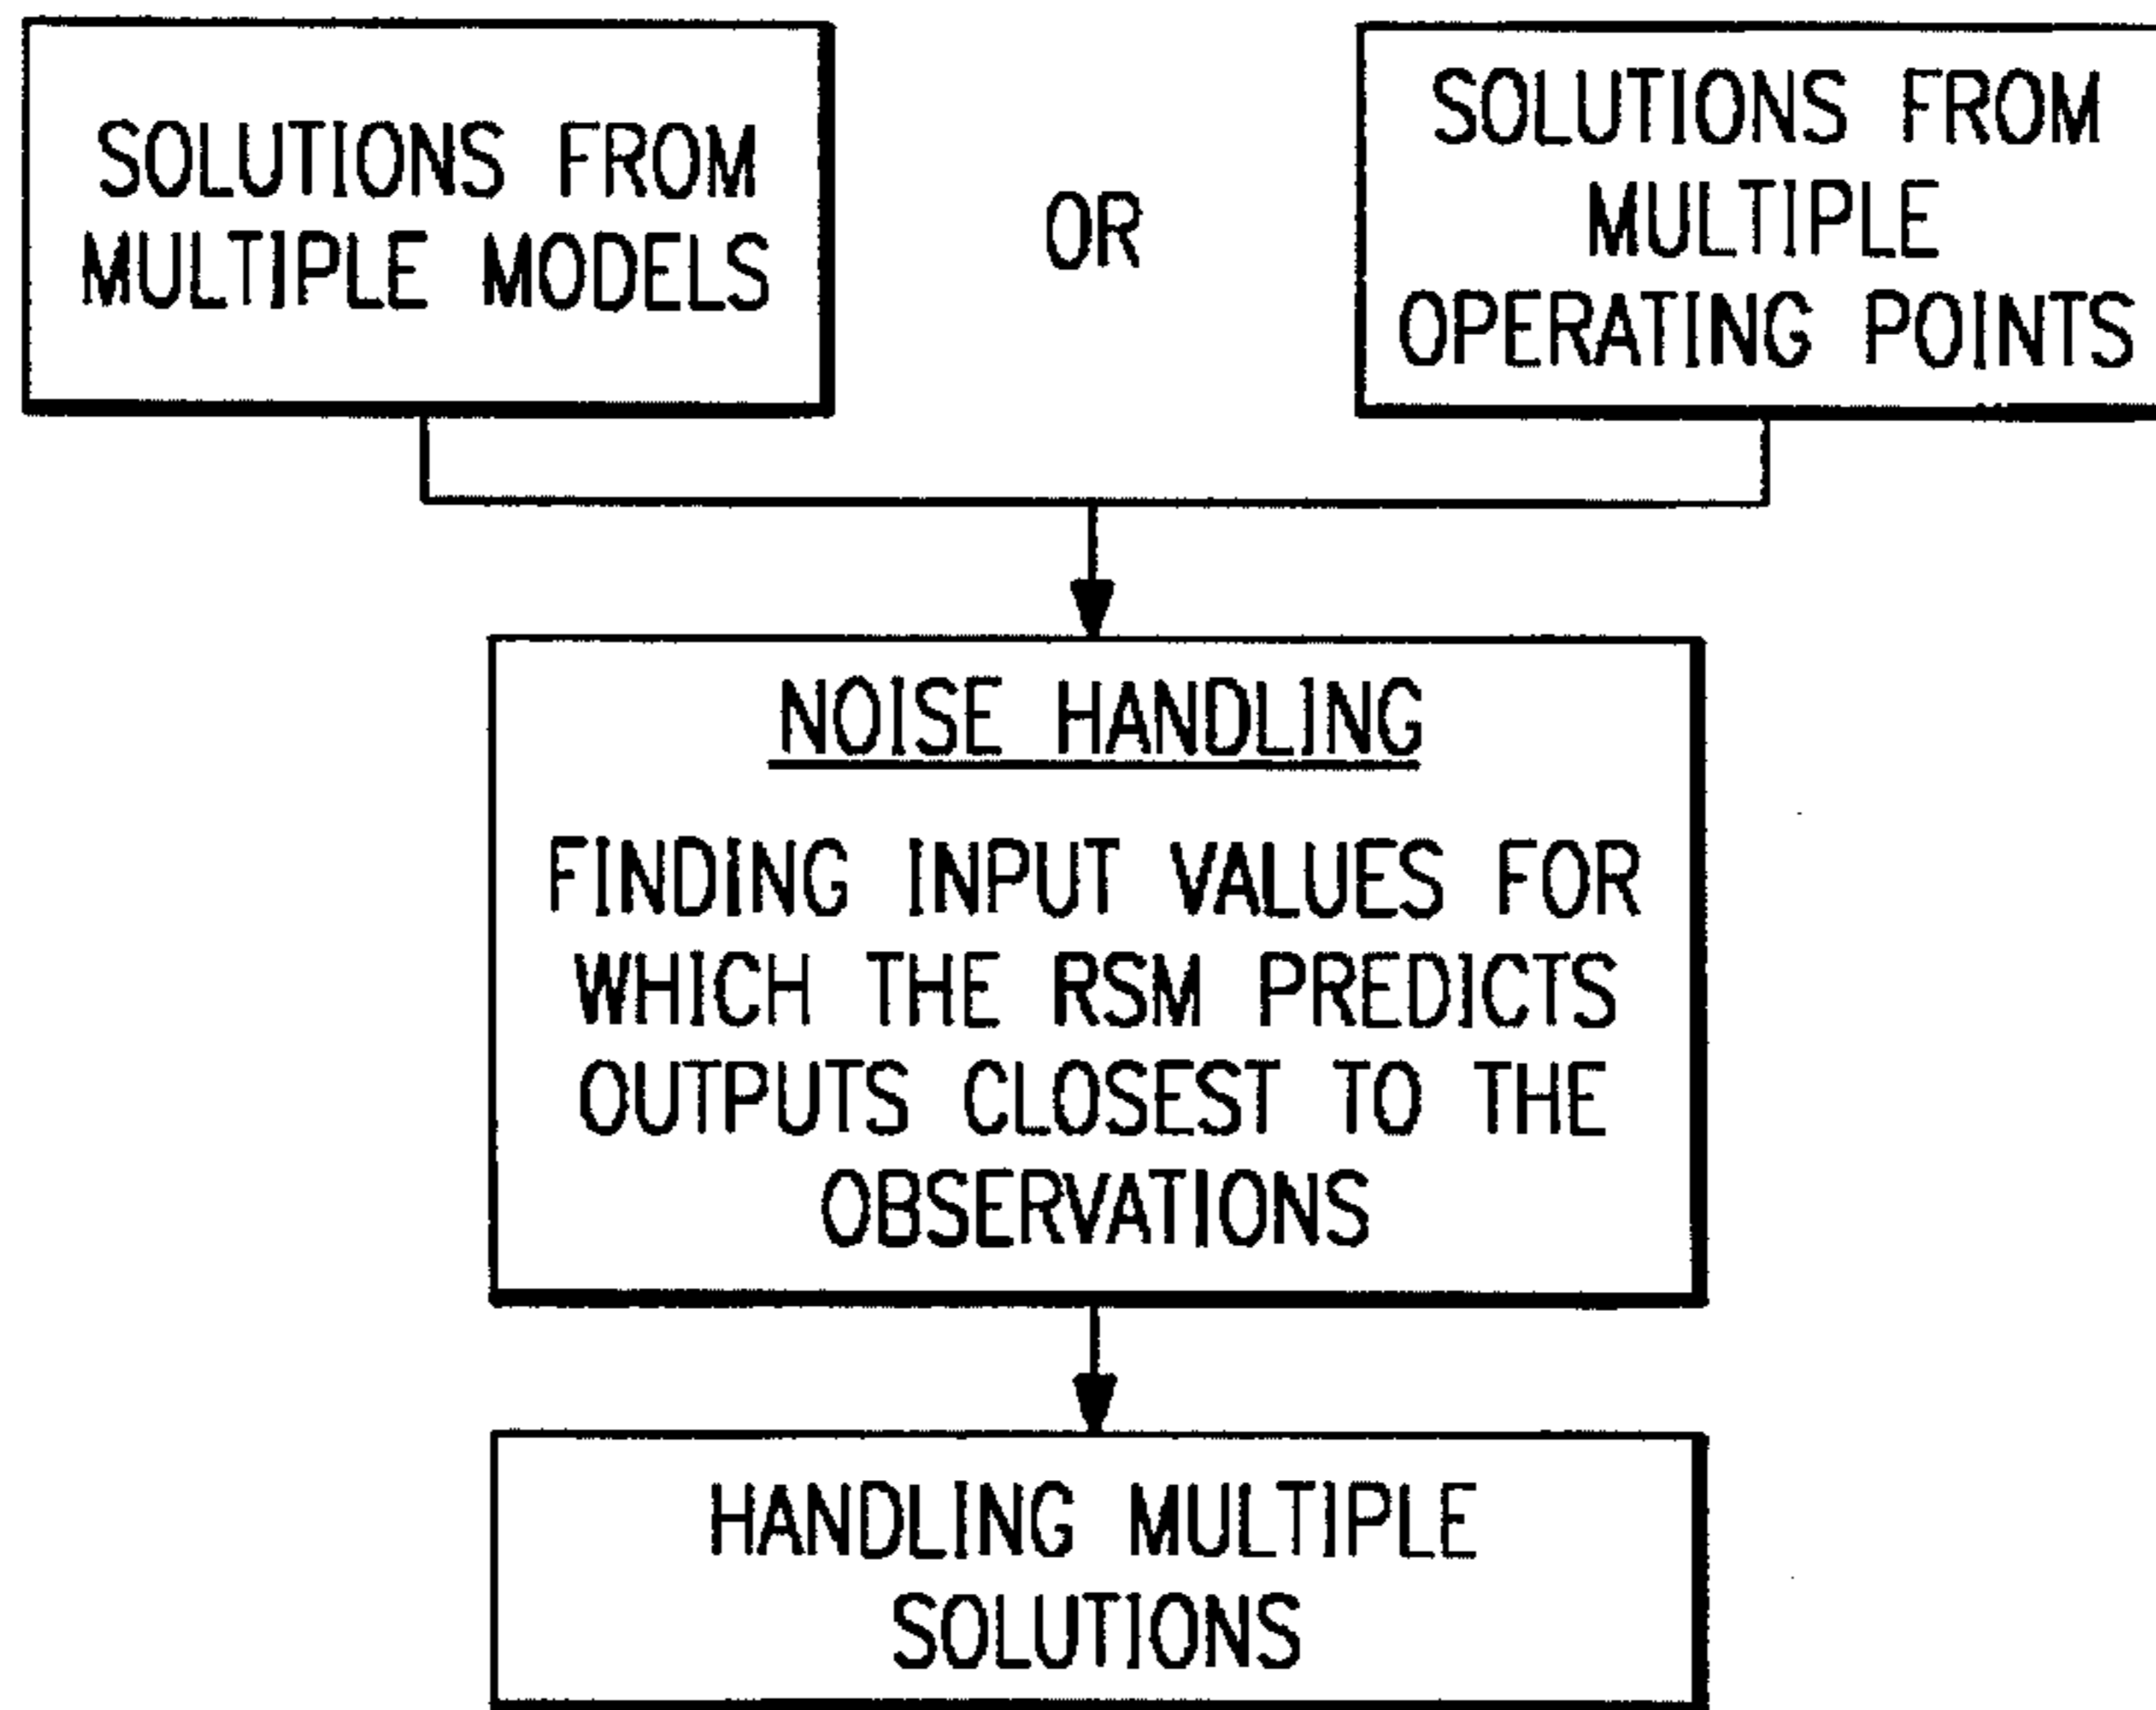 SOLUTIONS FROM
MULTIPLE MODELS
OR
SOLUTIONS FROM
MULTIPLE
OPERATING POINTS
NOISE HANDLING
FINDING INPUT VALUES FOR
WHICH THE RSM PREDICTS
OUTPUTS CLOSEST TO THE
OBSERVATIONS
HANDLING MULTIPLE
SOLUTIONS